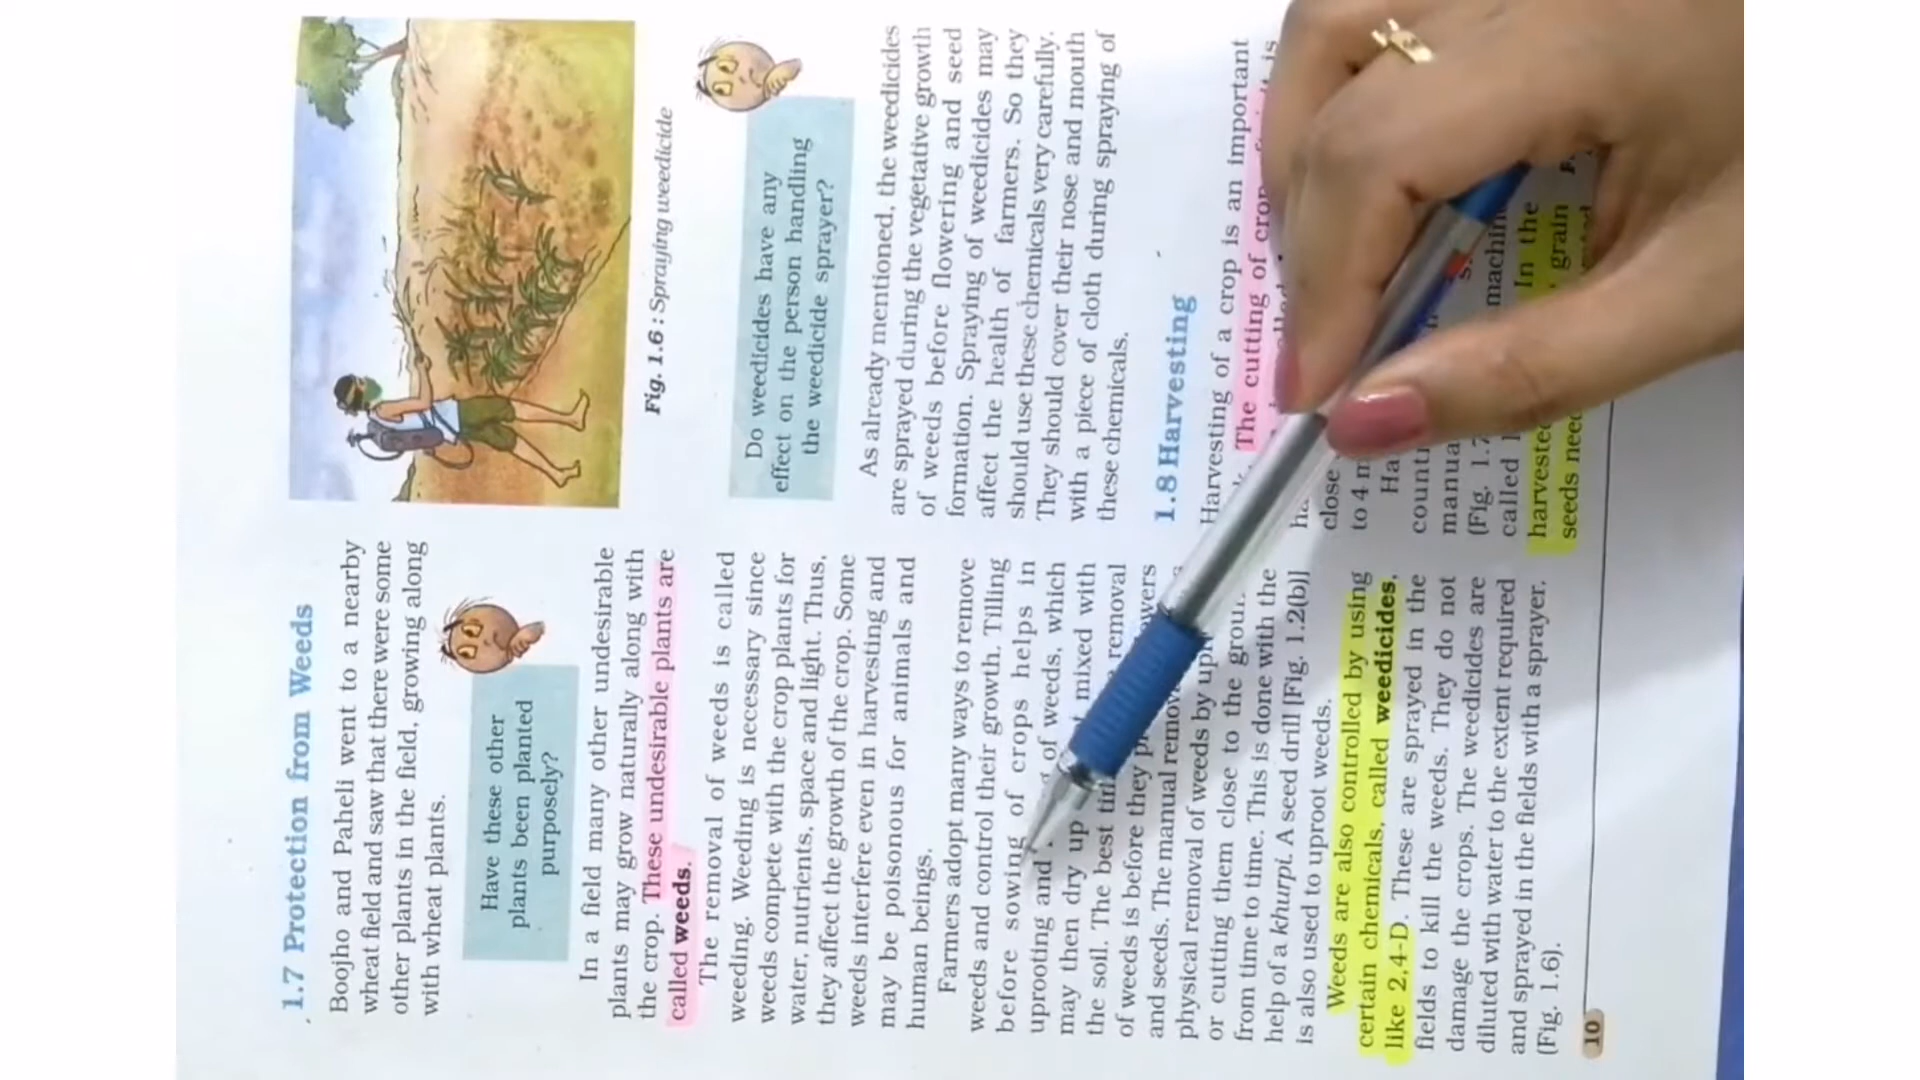 1.7 Protection from Weeds
Boojho and Paheli went to a nearby
wheat field and saw that there were some
other plants in the field, growing along
with wheat plants.
Have these other
plants been planted
purposely?
In a field many other undesirable
plants may grow naturally along with
the crop. These undesirable plants are
called weeds.
The removal of weeds is called
weeding. Weeding is necessary since
weeds compete with the crop plants for
water, nutrients, space and light. Thus,
they affect the growth of the crop. Some
weeds interfere even in harvesting and
may be poisonous for animals and
human beings.
Farmers adopt many ways to remove
weeds and control their growth. Tilling
before sowing of crops helps in
uprooting and of weeds, which
may then dry up mixed with
the soil. The best removal
of weeds is before they
and seeds. The manual
physical removal of weeds by
or cutting them close to the
from time to time. This is done with the
help of a khurpi. A seed drill [Fig. 1.2(b)]
is also used to uproot weeds.
Weeds are also controlled by using
certain chemicals, called weedicides,
like 2,4-D. These are sprayed in the
fields to kill the weeds. They do not
damage the crops. The weedicides are
diluted with water to the extent required
and sprayed in the fields with a sprayer.
(Fig. 1.6).
10
Fig. 1.6 : Spraying weedicide
Do weedicides have any
effect on the person handling
the weedicide sprayer?
As already mentioned, the weedicides
are sprayed during the vegetative growth
of weeds before flowering and seed
formation. Spraying of weedicides may
affect the health of farmers. So they
should use these chemicals very carefully.
They should cover their nose and mouth
with a piece of cloth during spraying of
these chemicals.
1.8 Harvesting
Harvesting of a crop is an important
The cutting of crop is
close
to 4
(Fig. 1.7
called In the
grain
seeds